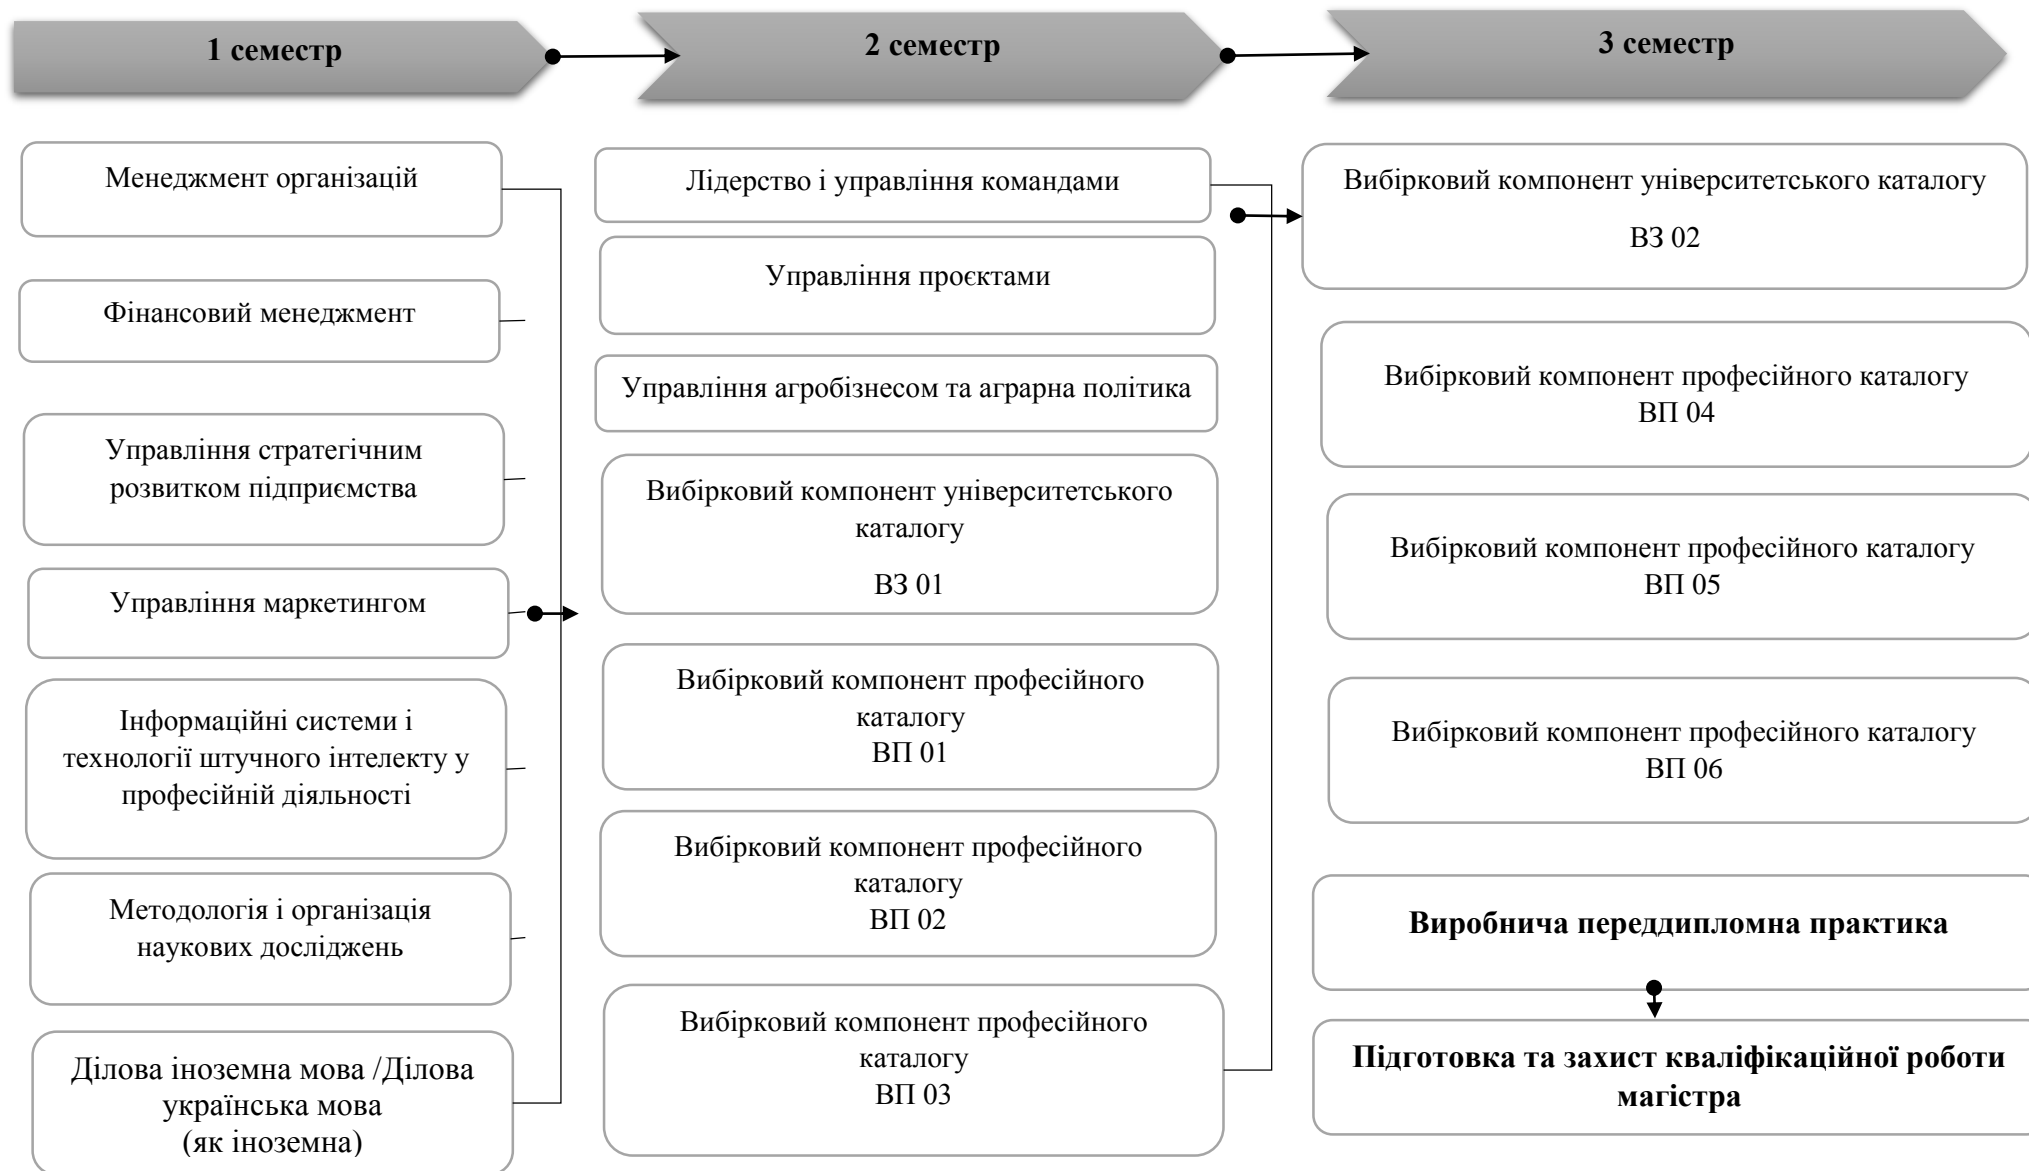 1 семестр
2 семестр
3 семестр
Менеджмент організацій
Фінансовий менеджмент
Управління стратегічним
розвитком підприємства
Управління маркетингом
Інформаційні системи і
технології штучного інтелекту у
професійній діяльності
Методологія і організація
наукових досліджень
Ділова іноземна мова /Ділова
українська мова
(як іноземна)
Лідерство і управління командами
Управління проєктами
Управління агробізнесом та аграрна політика
Вибірковий компонент університетського
каталогу
ВЗ 01
Вибірковий компонент професійного
каталогу
ВП 01
Вибірковий компонент професійного
каталогу
ВП 02
Вибірковий компонент професійного
каталогу
ВП 03
Вибірковий компонент університетського каталогу
ВЗ 02
Вибірковий компонент професійного каталогу
ВП 04
Вибірковий компонент професійного каталогу
ВП 05
Вибірковий компонент професійного каталогу
ВП 06
Виробнича переддипломна практика
Підготовка та захист кваліфікаційної роботи
магістра